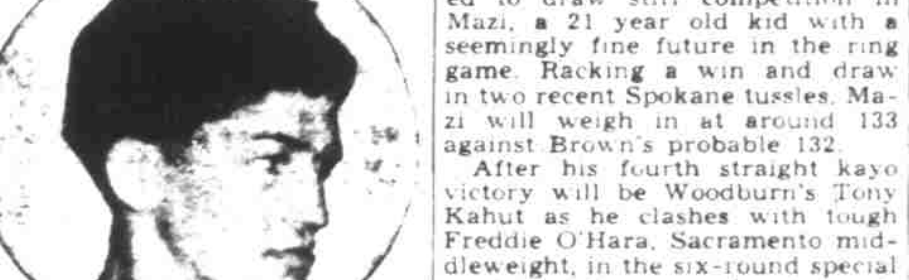 ed to draw stiff competition in
Mazi, a 21 year old kid with a
seemingly fine future in the ring
game. Racking a win and draw
in two recent Spokane tussles, Ma-
zi will weigh in at around 133
against Brown's probable 132.
After his fourth straight kayo
victory will be Woodburn's Tony
Kahut as he clashes with tough
Freddie O'Hara, Sacramento mid-
dleweight, in the six-round special